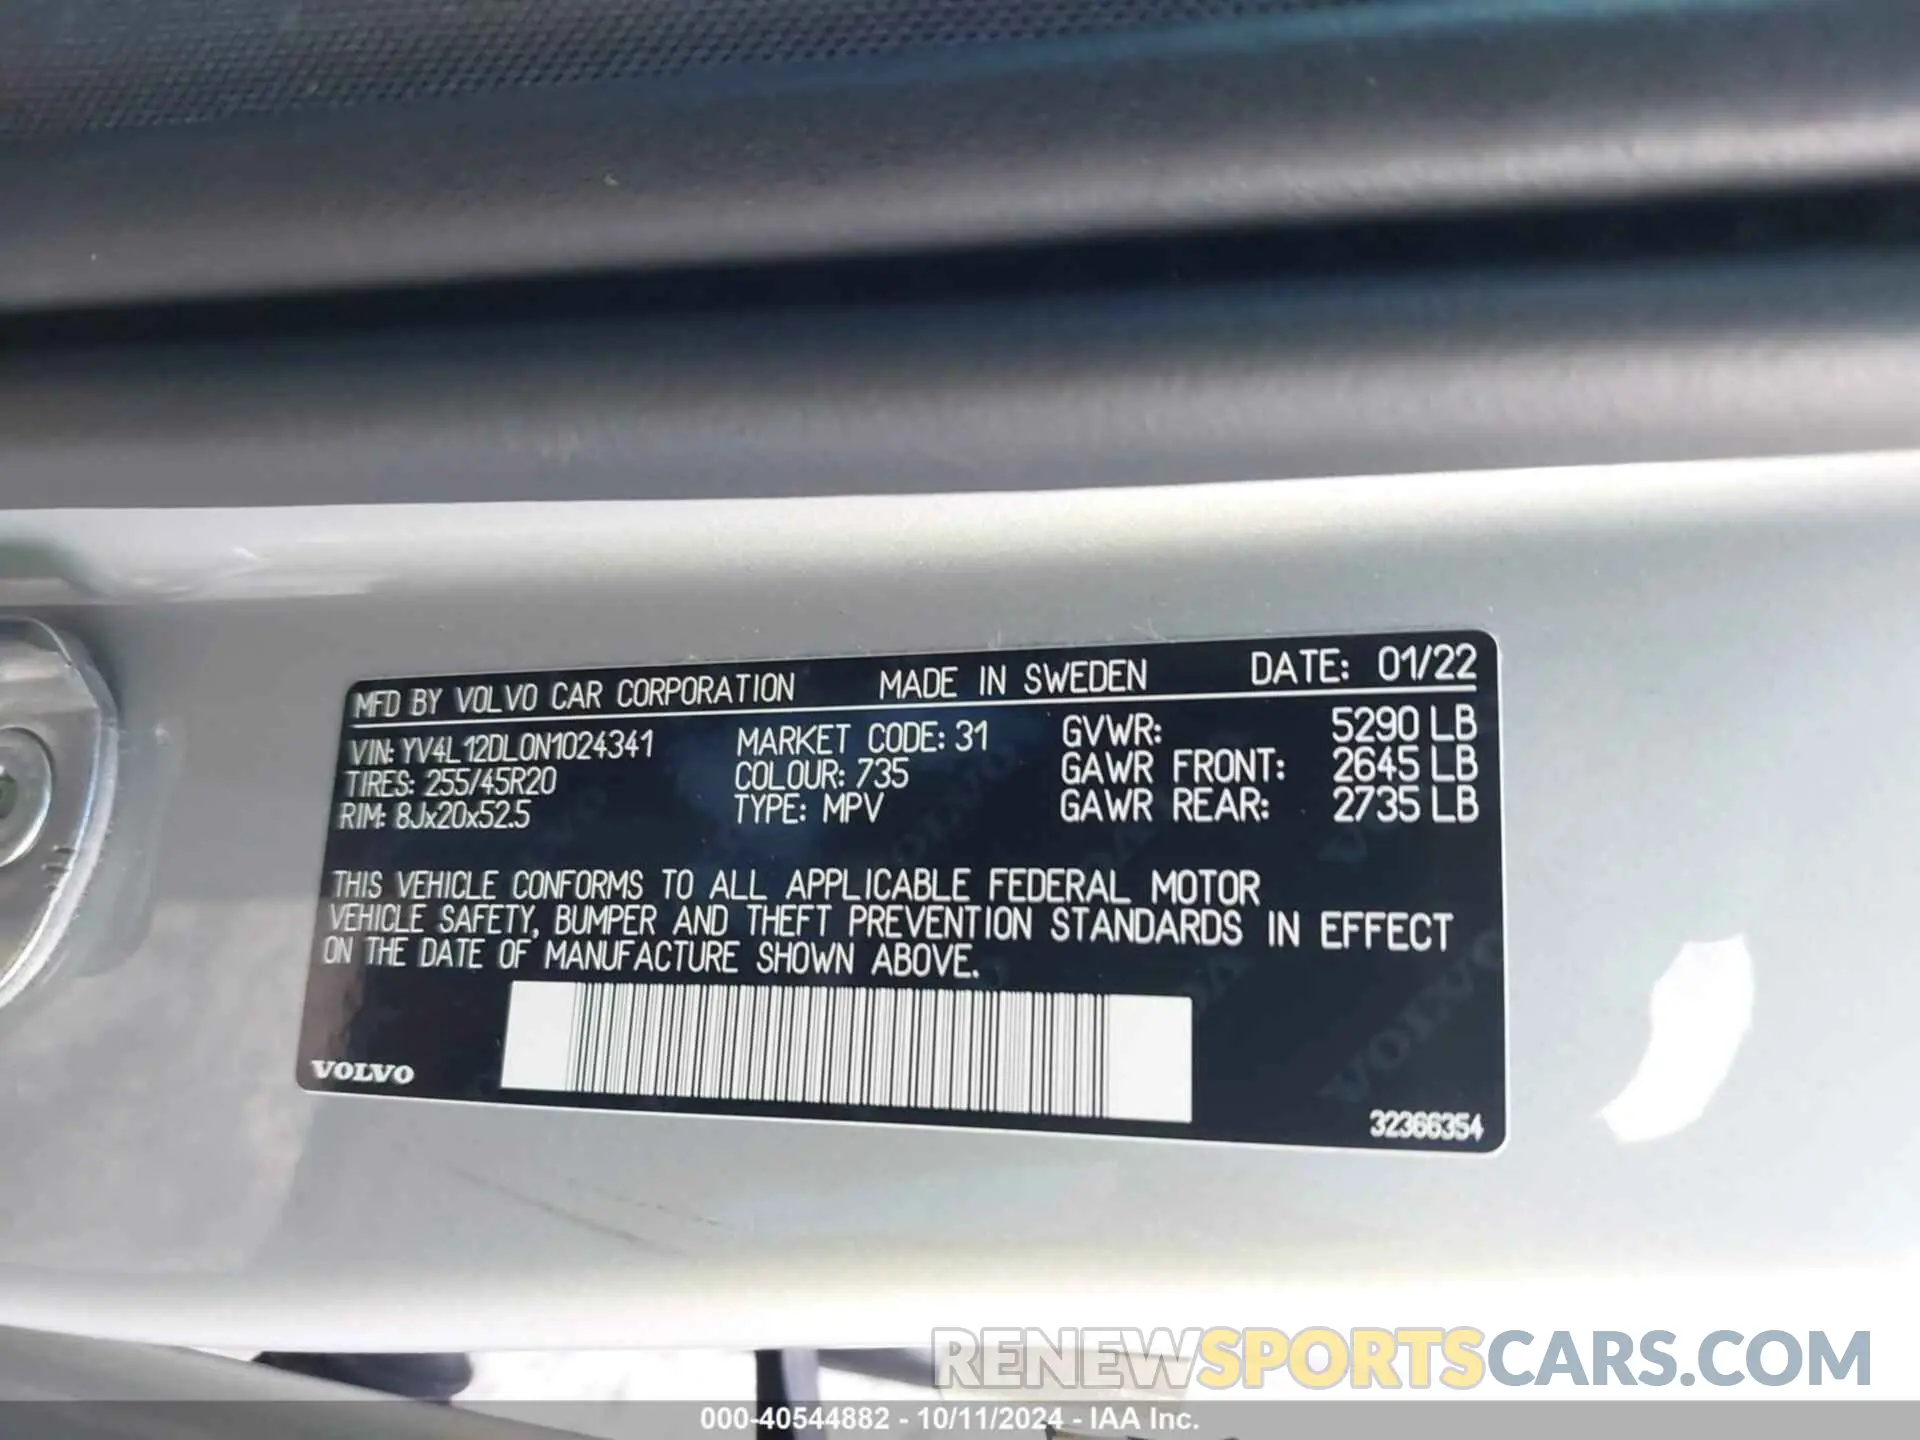 MFD BY VOLVO CAR CORPORATION MADE IN SWEDEN DATE: 01/22
VIN: YV4L12DL0N1024341 MARKET CODE: 31 GVWR: 5290 LB
TIRES: 255/45R20 COLOUR: 735 GAWR FRONT: 2645 LB
RIM: 8Jx20x52.5 TYPE: MPV GAWR REAR: 2735 LB
THIS VEHICLE CONFORMS TO ALL APPLICABLE FEDERAL MOTOR
VEHICLE SAFETY, BUMPER AND THEFT PREVENTION STANDARDS IN EFFECT
ON THE DATE OF MANUFACTURE SHOWN ABOVE.
VOLVO
32366354
RENEWSPORTSCARS.COM
000-40544882 - 10/11/2024 - IAA Inc.